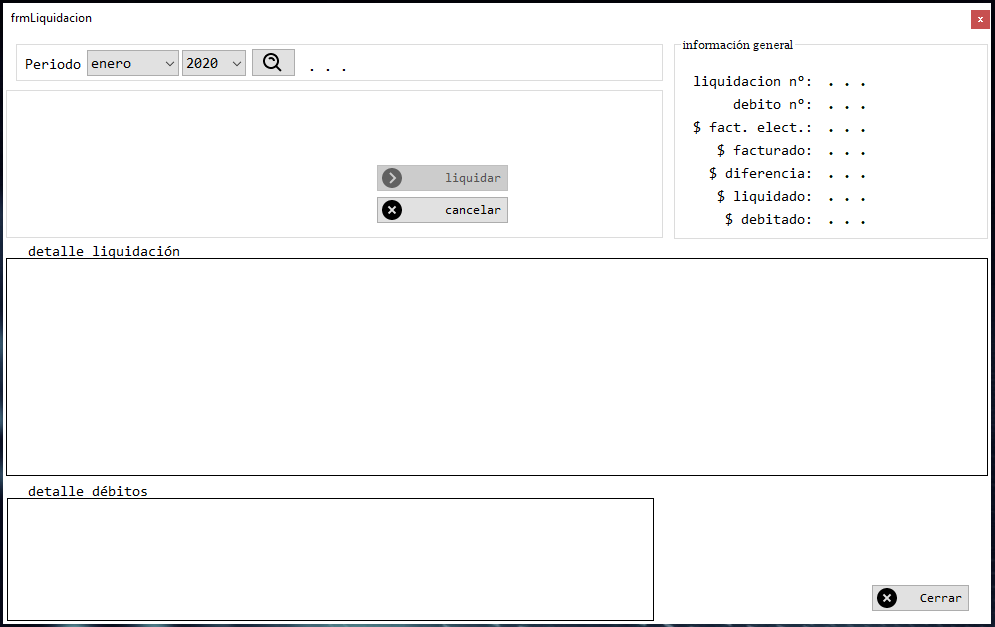 frmLiquidacion
x
Periodo enero 2020 . . .
liquidar
cancelar
información general
liquidacion nº: . . .
debito nº: . . .
$ fact. elect.: . . .
$ facturado: . . .
$ diferencia: . . .
$ liquidado: . . .
$ debitado: . . .
detalle liquidación
detalle débitos
Cerrar